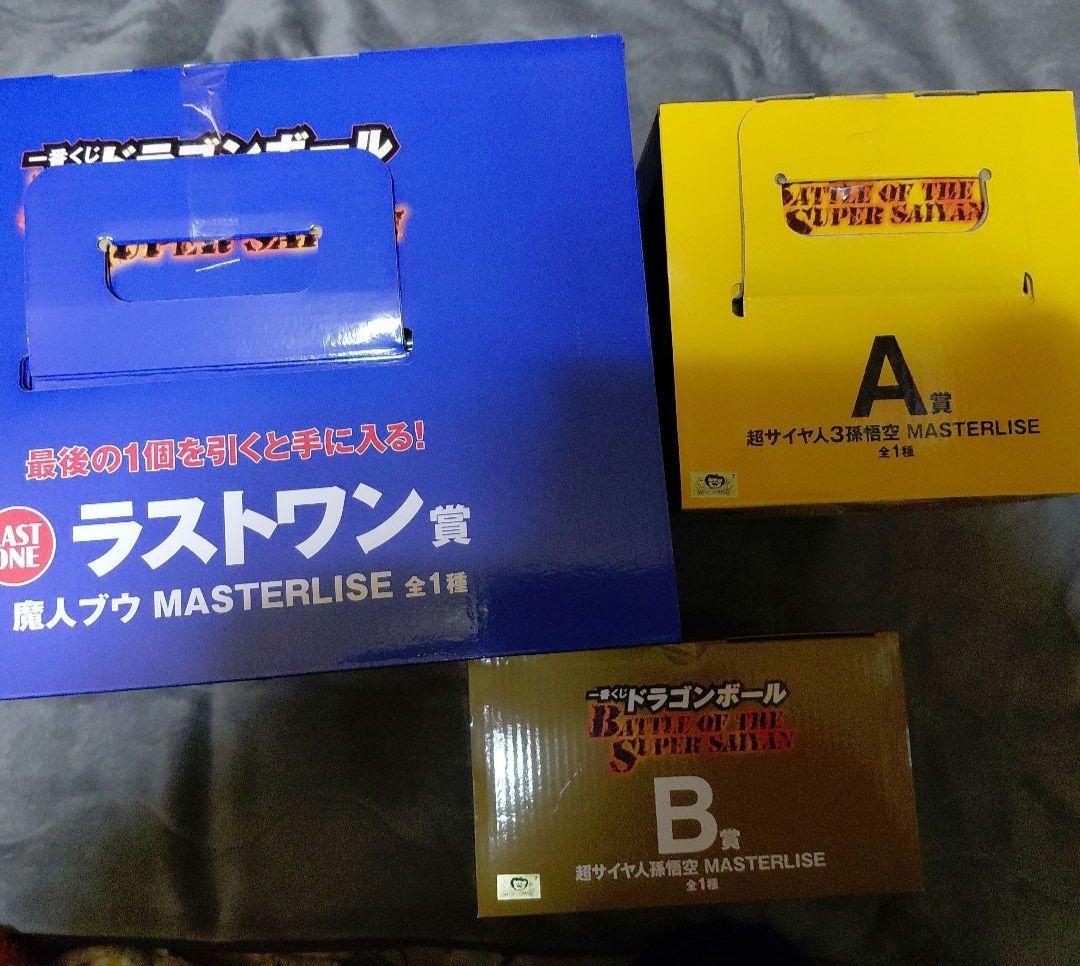 一番くじ ドラゴンボール
SUPER SAI
最後の1個を引くと手に入る!
LAST ONE
ラストワン賞
魔人ブウ MASTERLISE 全1種
BATTLE OF THE
SUPER SAIYAN
A賞
超サイヤ人3孫悟空 MASTERLISE
全1種
一番くじ ドラゴンボール
BATTLE OF THE
SUPER SAIYAN
B賞
超サイヤ人孫悟空 MASTERLISE
全1種